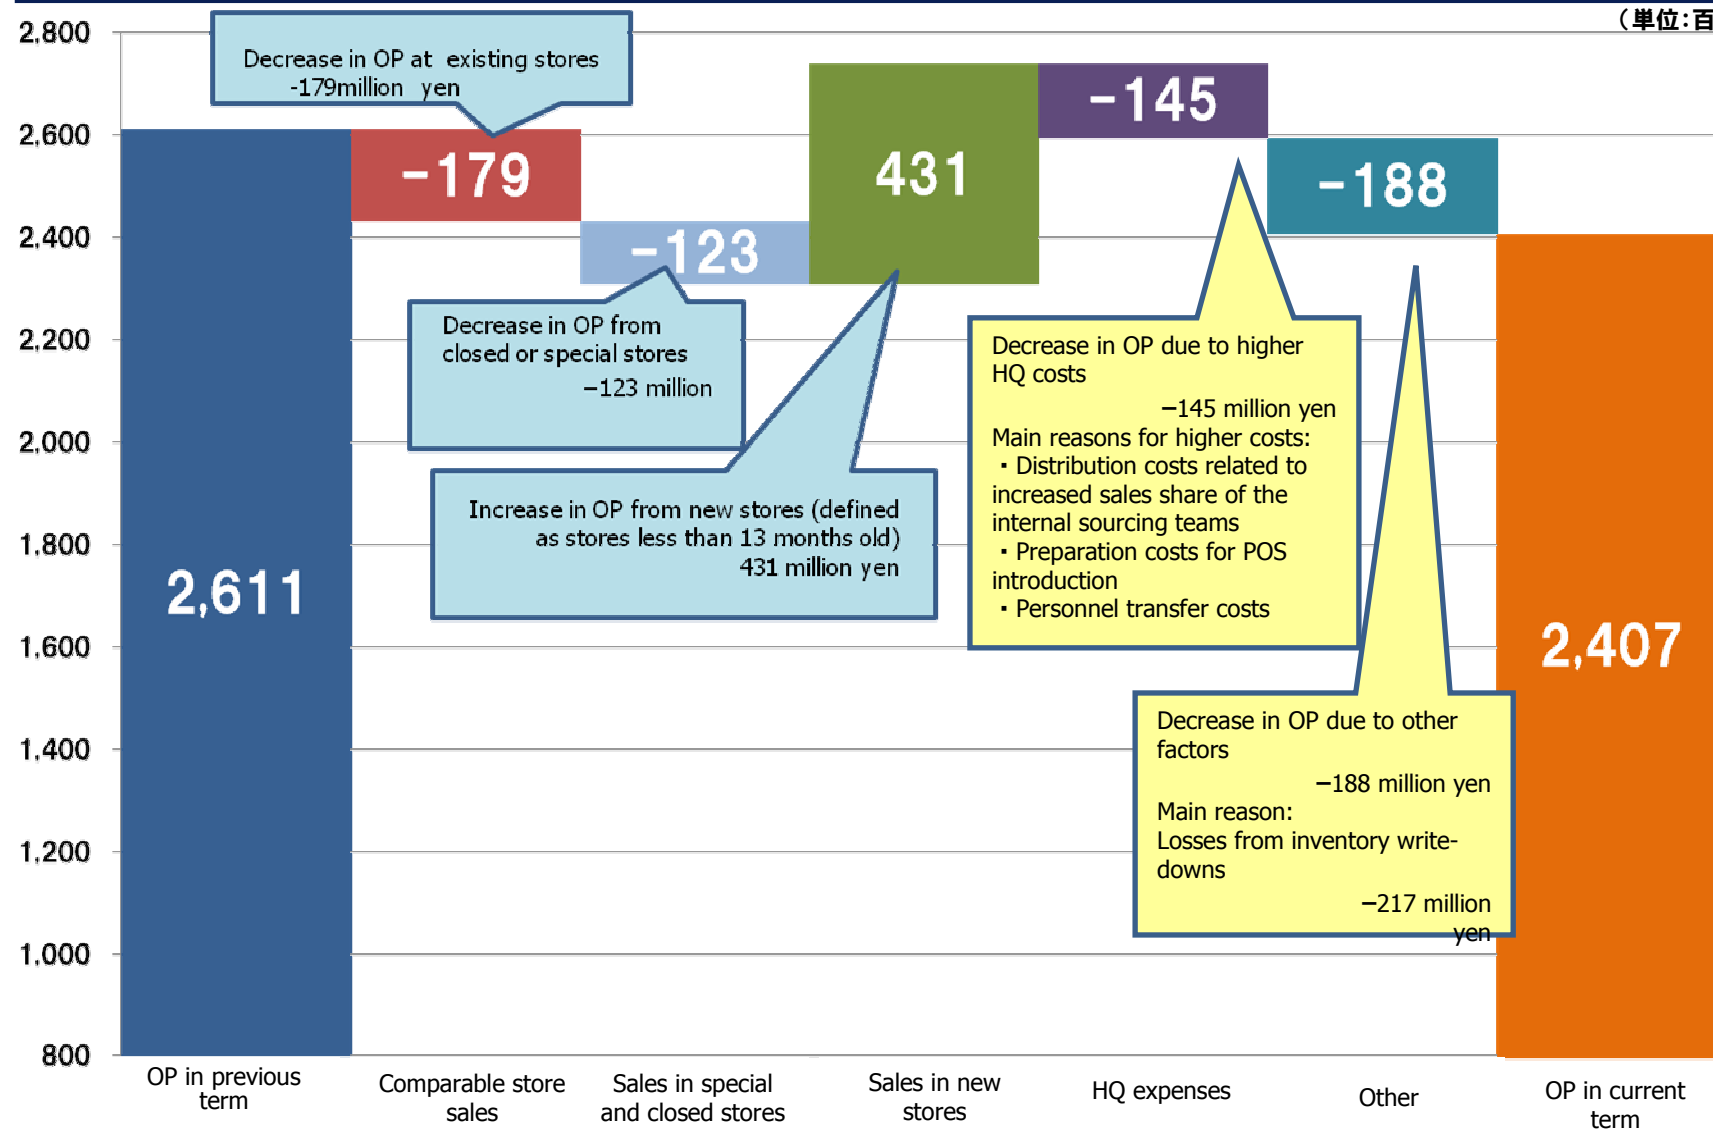 （単位：百
2,800
2,600
2,400
2,200
2,000
1,800
1,600
1,400
1,200
1,000
800
Decrease in OP at existing stores
-179million yen
2,611
-179
-123
431
-145
-188
2,407
Decrease in OP from
closed or special stores
−123 million
Increase in OP from new stores (defined
as stores less than 13 months old)
431 million yen
Decrease in OP due to higher
HQ costs
−145 million yen
Main reasons for higher costs:
・Distribution costs related to
increased sales share of the
internal sourcing teams
・Preparation costs for POS
introduction
・Personnel transfer costs
Decrease in OP due to other
factors
−188 million yen
Main reason:
Losses from inventory write-
downs
−217 million
yen
OP in previous
term
Comparable store
sales
Sales in special
and closed stores
Sales in new
stores
HQ expenses
Other
OP in current
term